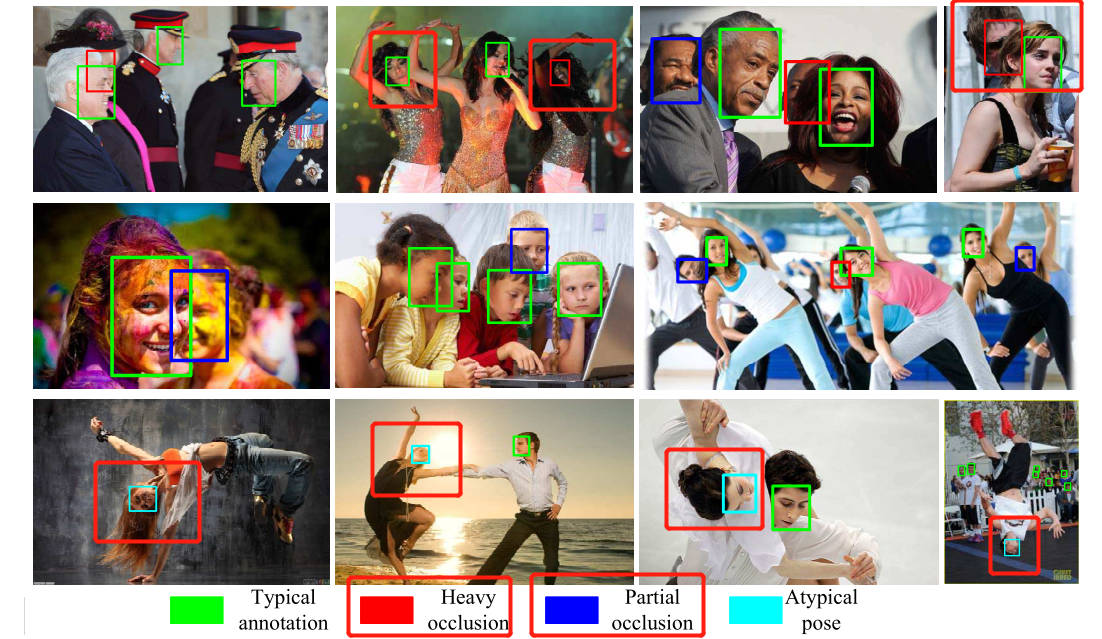 Typical
annotation
Heavy
occlusion
Partial
occlusion
Atypical
pose